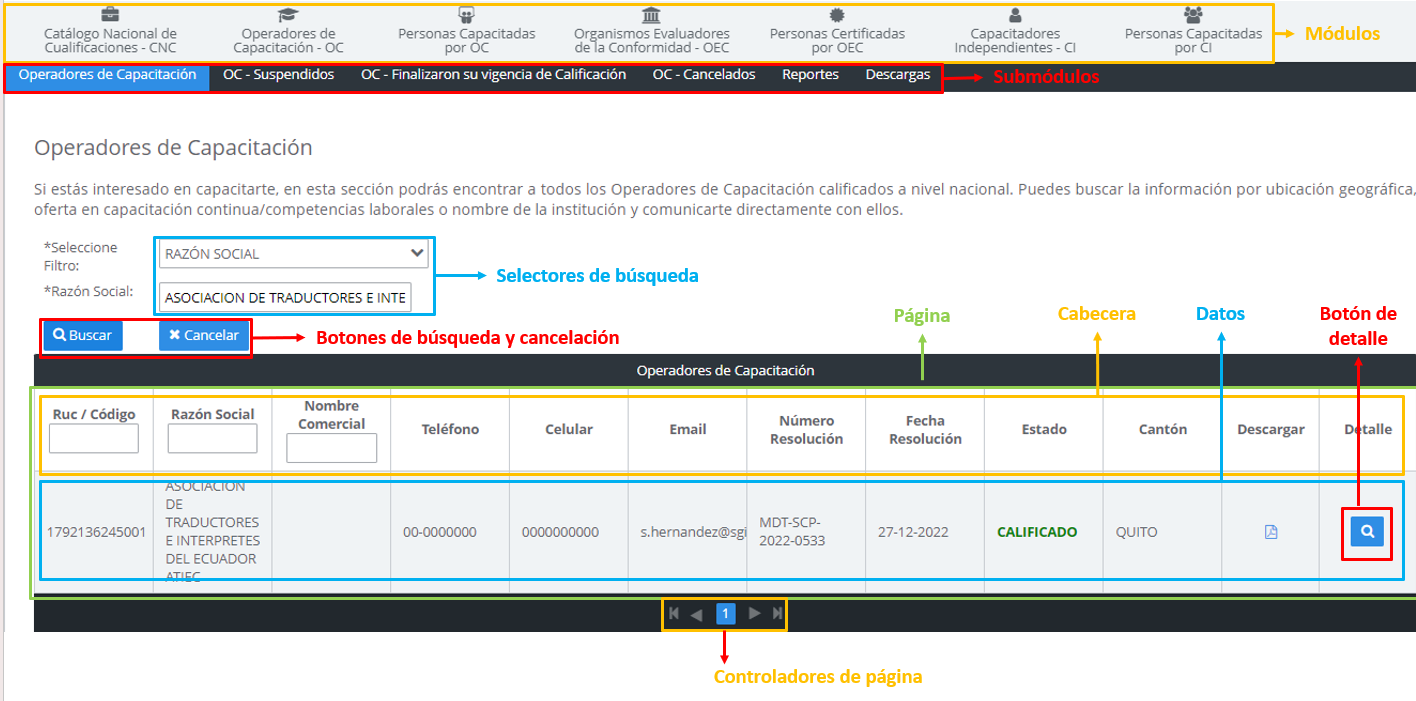 Catálogo Nacional de
Cualificaciones - CNC
Operadores de
Capacitación - OC
Personas Capacitadas
por OC
Organismos Evaluadores
de la Conformidad - OEC
Personas Certificadas
por OEC
Capacitadores
Independientes - CI
Personas Capacitadas
por CI
Módulos
Operadores de Capacitación OC - Suspendidos OC - Finalizaron su vigencia de Calificación OC - Cancelados Reportes Descargas
Submódulos
Operadores de Capacitación
Si estás interesado en capacitarte, en esta sección podrás encontrar a todos los Operadores de Capacitación calificados a nivel nacional. Puedes buscar la información por ubicación geográfica,
oferta en capacitación continua/competencias laborales o nombre de la institución y comunicarte directamente con ellos.
*Seleccione
Filtro:
RAZÓN SOCIAL
Selectores de búsqueda
*Razón Social:
ASOCIACION DE TRADUCTORES E INTE
Buscar
Cancelar
Botones de búsqueda y cancelación
Página
Cabecera
Datos
Botón de
detalle
Operadores de Capacitación
Ruc / Código
Razón Social
Nombre
Comercial
Teléfono
Celular
Email
Número
Resolución
Fecha
Resolución
Estado
Cantón
Descargar
Detalle
1792136245001
ASOCIACION
DE
TRADUCTORES
E INTERPRETES
DEL ECUADOR
ATIEC
00-0000000
0000000000
s.hernandez@sgi
MDT-SCP-
2022-0533
27-12-2022
CALIFICADO
QUITO
1
Controladores de página